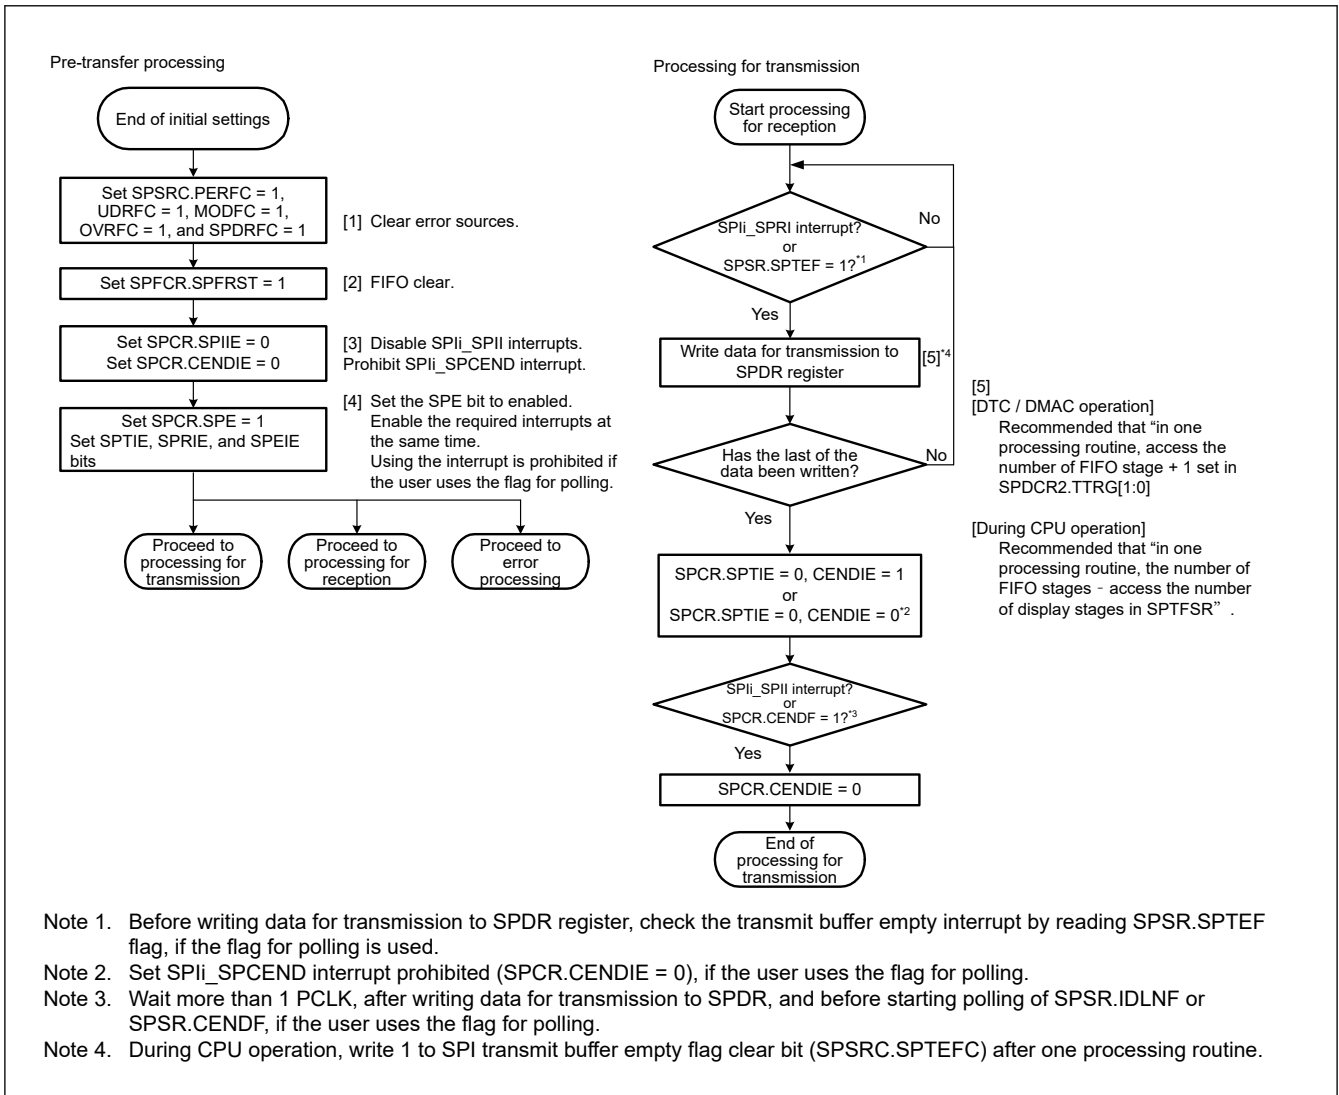 Pre-transfer processing
End of initial settings
Set SPSRC.PERFC = 1,
UDRFC = 1, MODFC = 1,
OVRFC = 1, and SPDRFC = 1
[1] Clear error sources.
Set SPFCR.SPFRST = 1
[2] FIFO clear.
Set SPCR.SPIIE = 0
Set SPCR.CENDIE = 0
[3] Disable SPIi_SPII interrupts.
Prohibit SPIi_SPCEND interrupt.
Set SPCR.SPE = 1
Set SPTIE, SPRIE, and SPEIE
bits
[4] Set the SPE bit to enabled.
Enable the required interrupts at
the same time.
Using the interrupt is prohibited if
the user uses the flag for polling.
Proceed to
processing for
transmission
Proceed to
processing for
reception
Proceed to
error
processing
Processing for transmission
Start processing
for reception
SPIi_SPRI interrupt?
or
SPSR.SPTEF = 1?*1
No
Yes
Write data for transmission to
SPDR register
[5]*4
Has the last of the
data been written?
No
Yes
SPCR.SPTIE = 0, CENDIE = 1
or
SPCR.SPTIE = 0, CENDIE = 0*2
SPIi_SPII interrupt?
or
SPCR.CENDF = 1?*3
Yes
SPCR.CENDIE = 0
End of
processing for
transmission
[5]
[DTC / DMAC operation]
Recommended that “in one
processing routine, access the
number of FIFO stage + 1 set in
SPDCR2.TTRG[1:0]
[During CPU operation]
Recommended that “in one
processing routine, the number of
FIFO stages - access the number
of display stages in SPTFSR” .
Note 1. Before writing data for transmission to SPDR register, check the transmit buffer empty interrupt by reading SPSR.SPTEF
flag, if the flag for polling is used.
Note 2. Set SPIi_SPCEND interrupt prohibited (SPCR.CENDIE = 0), if the user uses the flag for polling.
Note 3. Wait more than 1 PCLK, after writing data for transmission to SPDR, and before starting polling of SPSR.IDLNF or
SPSR.CENDF, if the user uses the flag for polling.
Note 4. During CPU operation, write 1 to SPI transmit buffer empty flag clear bit (SPSRC.SPTEFC) after one processing routine.